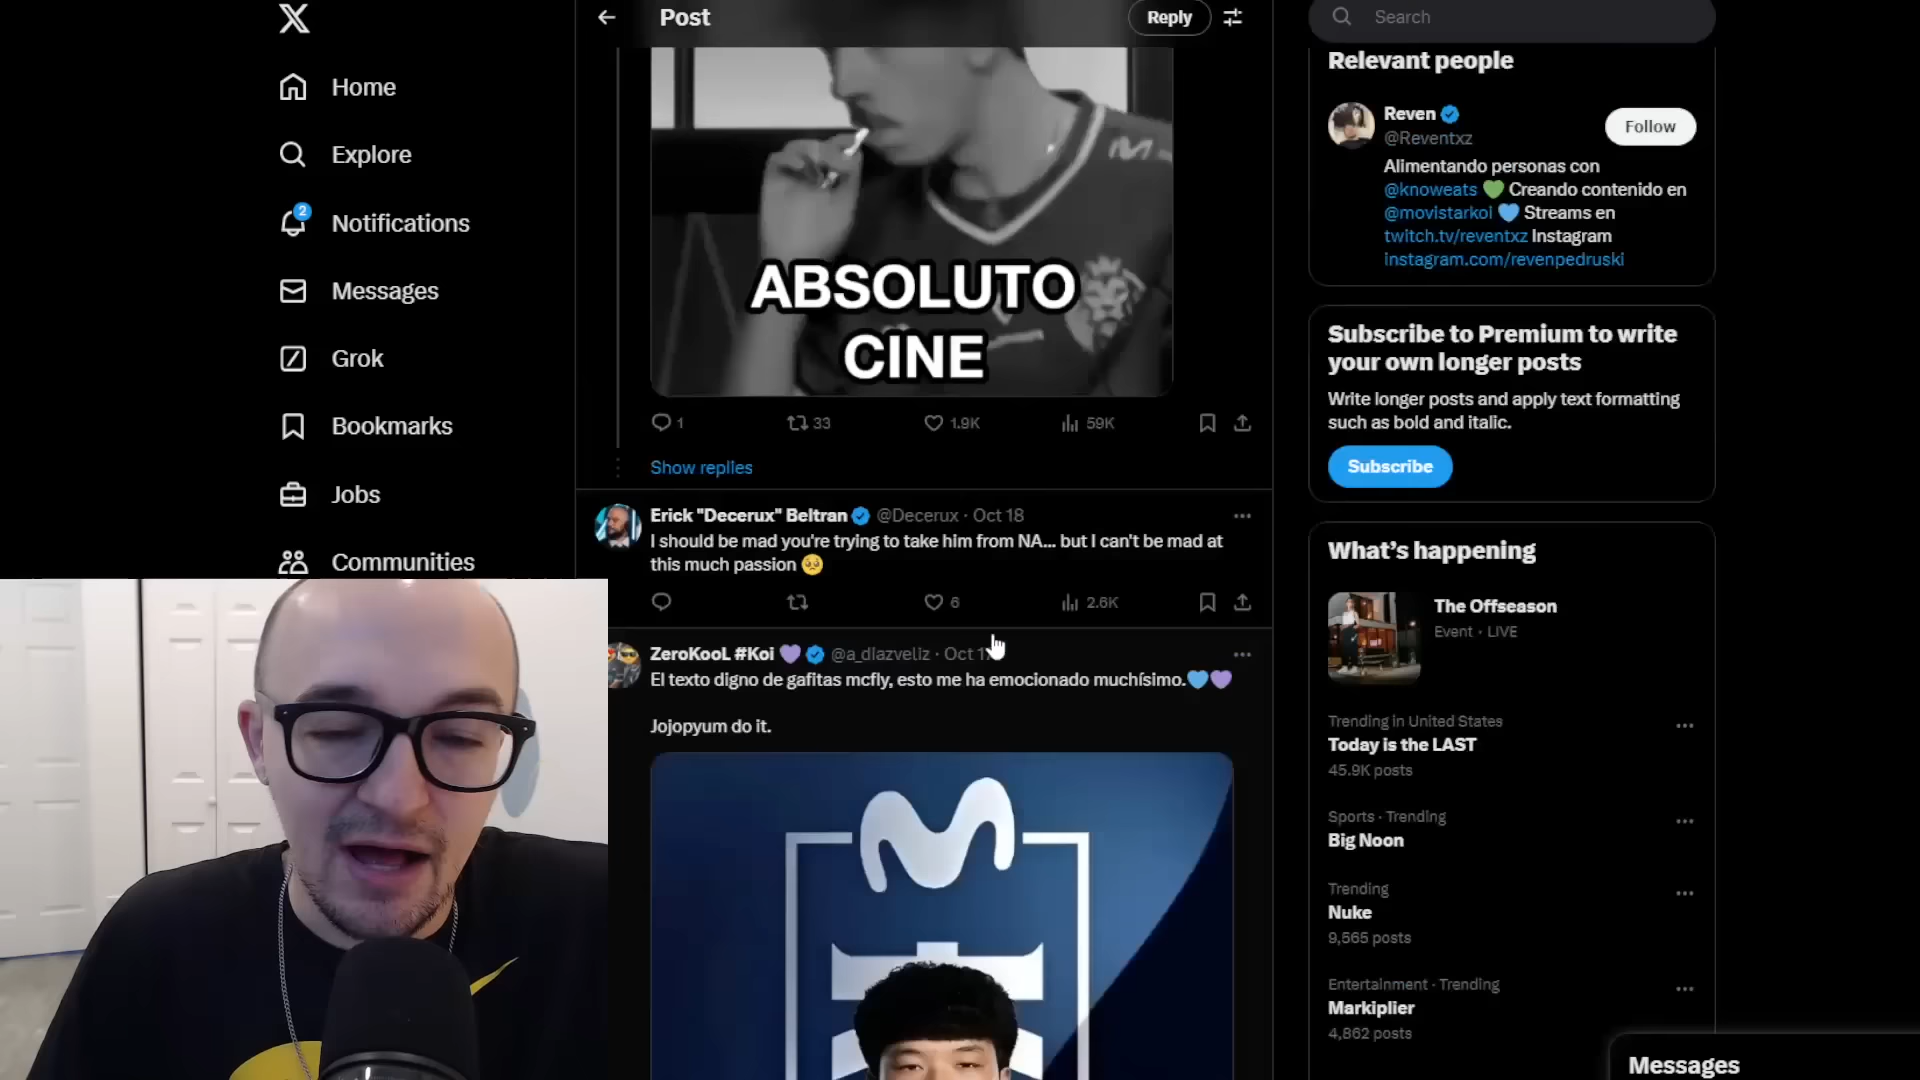 Post
Reply
Search
Home
Explore
2
Notifications
Messages
Grok
Bookmarks
Jobs
Communities
ABSOLUTO
CINE
1
33
1.9K
59K
Show replies
Erick "Decerux" Beltran @Decerux · Oct 18
I should be mad you're trying to take him from NA... but I can't be mad at
this much passion 🥹
6
2.6K
ZeroKooL #Koi 💜 @a_diazveliz · Oct 1
El texto digno de gafitas mcfly, esto me ha emocionado muchísimo.🩵💜
Jojopyum do it.
Relevant people
Reven
@Reventxz
Follow
Alimentando personas con
@knoweats 💚 Creando contenido en
@movistarkoi 🩵 Streams en
twitch.tv/reventxz Instagram
instagram.com/revenpedruski
Subscribe to Premium to write
your own longer posts
Write longer posts and apply text formatting
such as bold and italic.
Subscribe
What's happening
The Offseason
Event · LIVE
Trending in United States
Today is the LAST
45.9K posts
Sports · Trending
Big Noon
Trending
Nuke
9,565 posts
Entertainment · Trending
Markiplier
4,862 posts
Messages